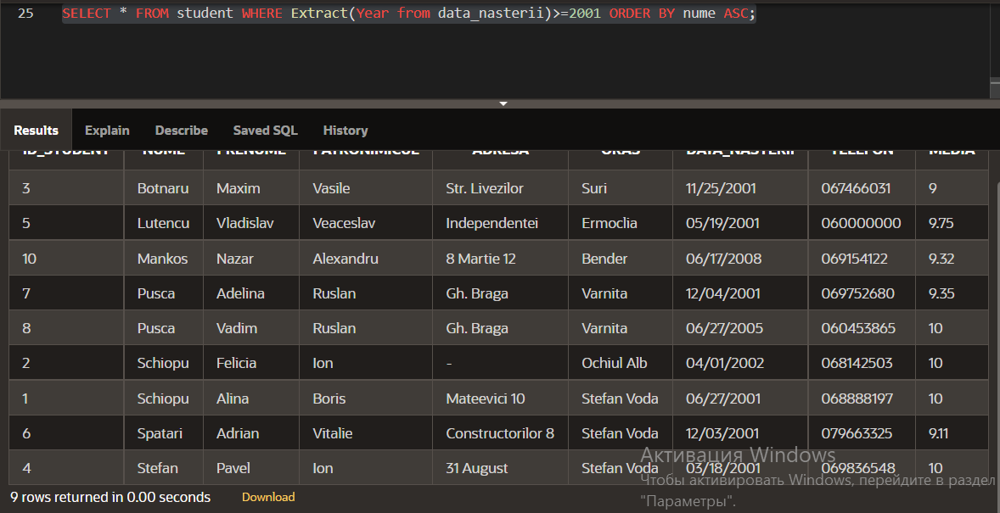 25 SELECT * FROM student WHERE Extract(Year from data_nasterii)>=2001 ORDER BY nume ASC;
Results Explain Describe Saved SQL History
ID_STUDENT NUME PRENUME PATRONIMICUL ADRESA ORAS DATA_NASTERII TELEFON MEDIA
3 Botnaru Maxim Vasile Str. Livezilor Suri 11/25/2001 067466031 9
5 Lutencu Vladislav Veaceslav Independentei Ermoclia 05/19/2001 060000000 9.75
10 Mankos Nazar Alexandru 8 Martie 12 Bender 06/17/2008 069154122 9.32
7 Pusca Adelina Ruslan Gh. Braga Varnita 12/04/2001 069752680 9.35
8 Pusca Vadim Ruslan Gh. Braga Varnita 06/27/2005 060453865 10
2 Schiopu Felicia Ion - Ochiul Alb 04/01/2002 068142503 10
1 Schiopu Alina Boris Mateevici 10 Stefan Voda 06/27/2001 068888197 10
6 Spatari Adrian Vitalie Constructorilor 8 Stefan Voda 12/03/2001 079663325 9.11
4 Stefan Pavel Ion 31 August Stefan Voda 03/18/2001 069836548 10
9 rows returned in 0.00 seconds Download
Активация Windows
Чтобы активировать Windows, перейдите в раздел
"Параметры".